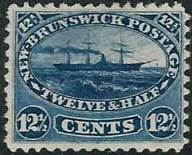 12½ 12½
NEW BRUNSWICK POSTAGE
TWELVE & HALF
12½ CENTS 12½